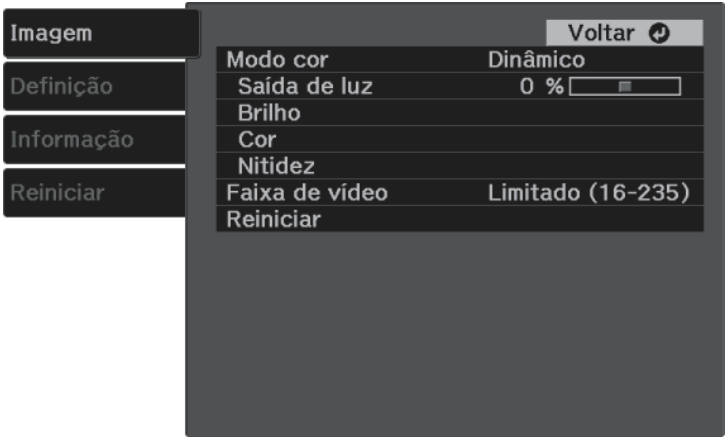 Imagem
Definição
Informação
Reiniciar
Voltar
Modo cor Dinâmico
Saída de luz 0 %
Brilho
Cor
Nitidez
Faixa de vídeo Limitado (16-235)
Reiniciar